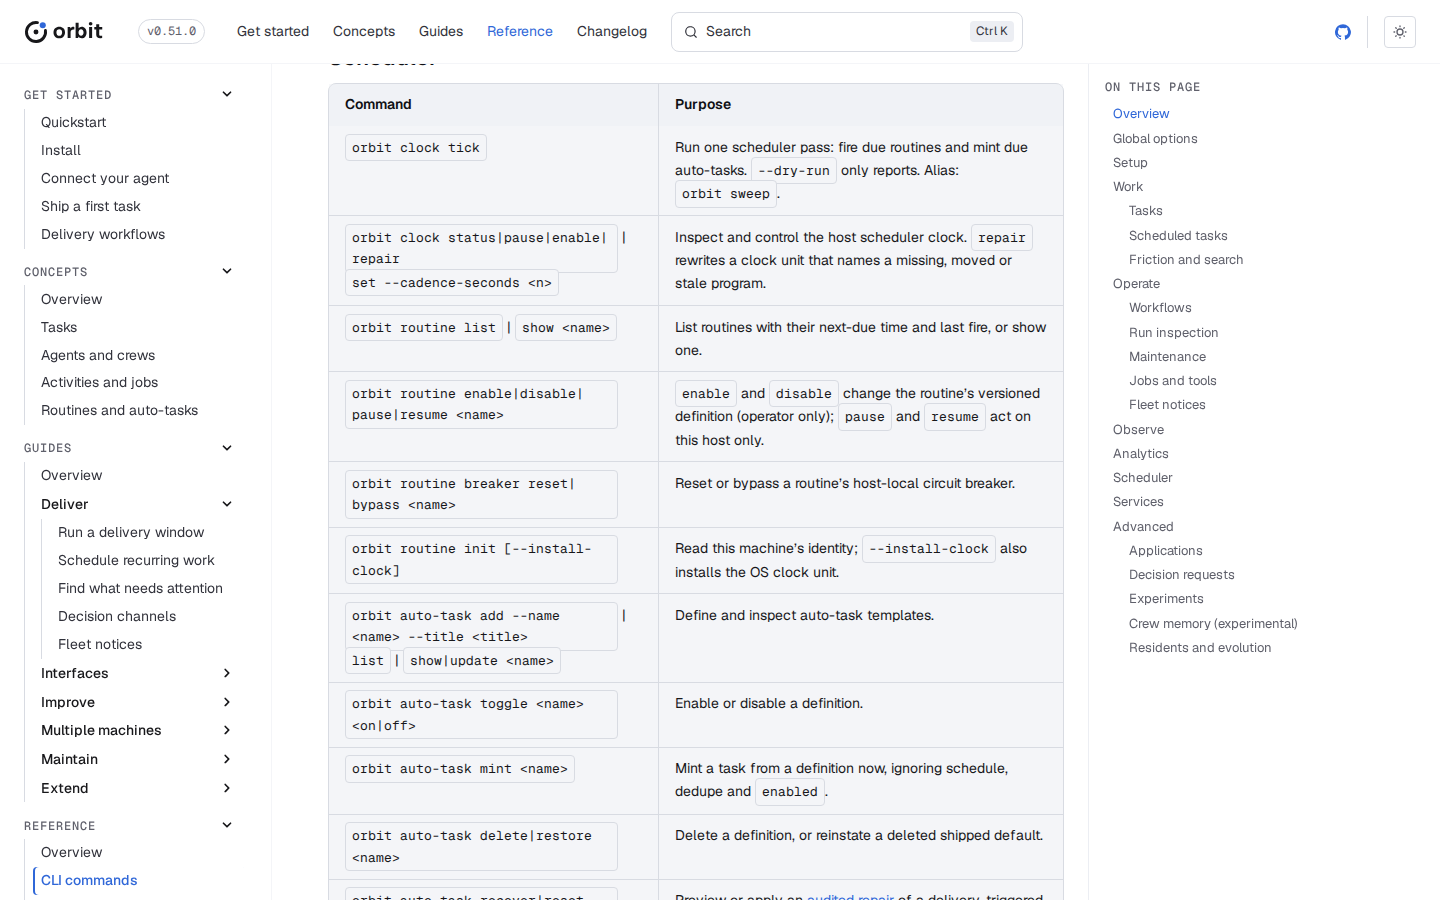 orbit
v0.51.0
Get started
Concepts
Guides
Reference
Changelog
Search
Ctrl K
GET STARTED
Quickstart
Install
Connect your agent
Ship a first task
Delivery workflows
CONCEPTS
Overview
Tasks
Agents and crews
Activities and jobs
Routines and auto-tasks
GUIDES
Overview
Deliver
Run a delivery window
Schedule recurring work
Find what needs attention
Decision channels
Fleet notices
Interfaces
Improve
Multiple machines
Maintain
Extend
REFERENCE
Overview
CLI commands
Scheduler
Command
Purpose
orbit clock tick
Run one scheduler pass: fire due routines and mint due
auto-tasks. --dry-run only reports. Alias:
orbit sweep.
orbit clock status|pause|enable| |
repair
set --cadence-seconds <n>
Inspect and control the host scheduler clock. repair
rewrites a clock unit that names a missing, moved or
stale program.
orbit routine list | show <name>
List routines with their next-due time and last fire, or show
one.
orbit routine enable|disable|
pause|resume <name>
enable and disable change the routine's versioned
definition (operator only); pause and resume act on
this host only.
orbit routine breaker reset|
bypass <name>
Reset or bypass a routine's host-local circuit breaker.
orbit routine init [--install-
clock]
Read this machine's identity; --install-clock also
installs the OS clock unit.
orbit auto-task add --name |
<name> --title <title>
list | show|update <name>
Define and inspect auto-task templates.
orbit auto-task toggle <name>
<on|off>
Enable or disable a definition.
orbit auto-task mint <name>
Mint a task from a definition now, ignoring schedule,
dedupe and enabled.
orbit auto-task delete|restore
<name>
Delete a definition, or reinstate a deleted shipped default.
orbit auto-task recover|reset
Preview or apply an audited repair of a delivery-triggered
ON THIS PAGE
Overview
Global options
Setup
Work
Tasks
Scheduled tasks
Friction and search
Operate
Workflows
Run inspection
Maintenance
Jobs and tools
Fleet notices
Observe
Analytics
Scheduler
Services
Advanced
Applications
Decision requests
Experiments
Crew memory (experimental)
Residents and evolution